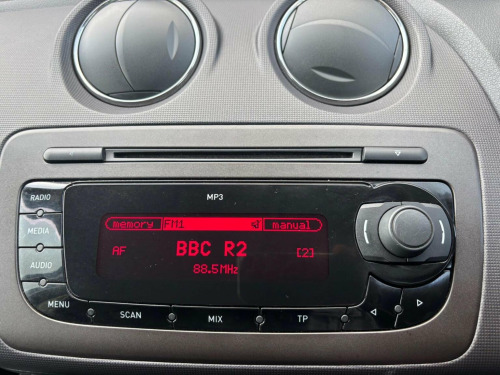 MP3
RADIO
MEDIA
AUDIO
memory FM1 manual
AF BBC R2 [2]
88.5MHz
MENU SCAN MIX TP